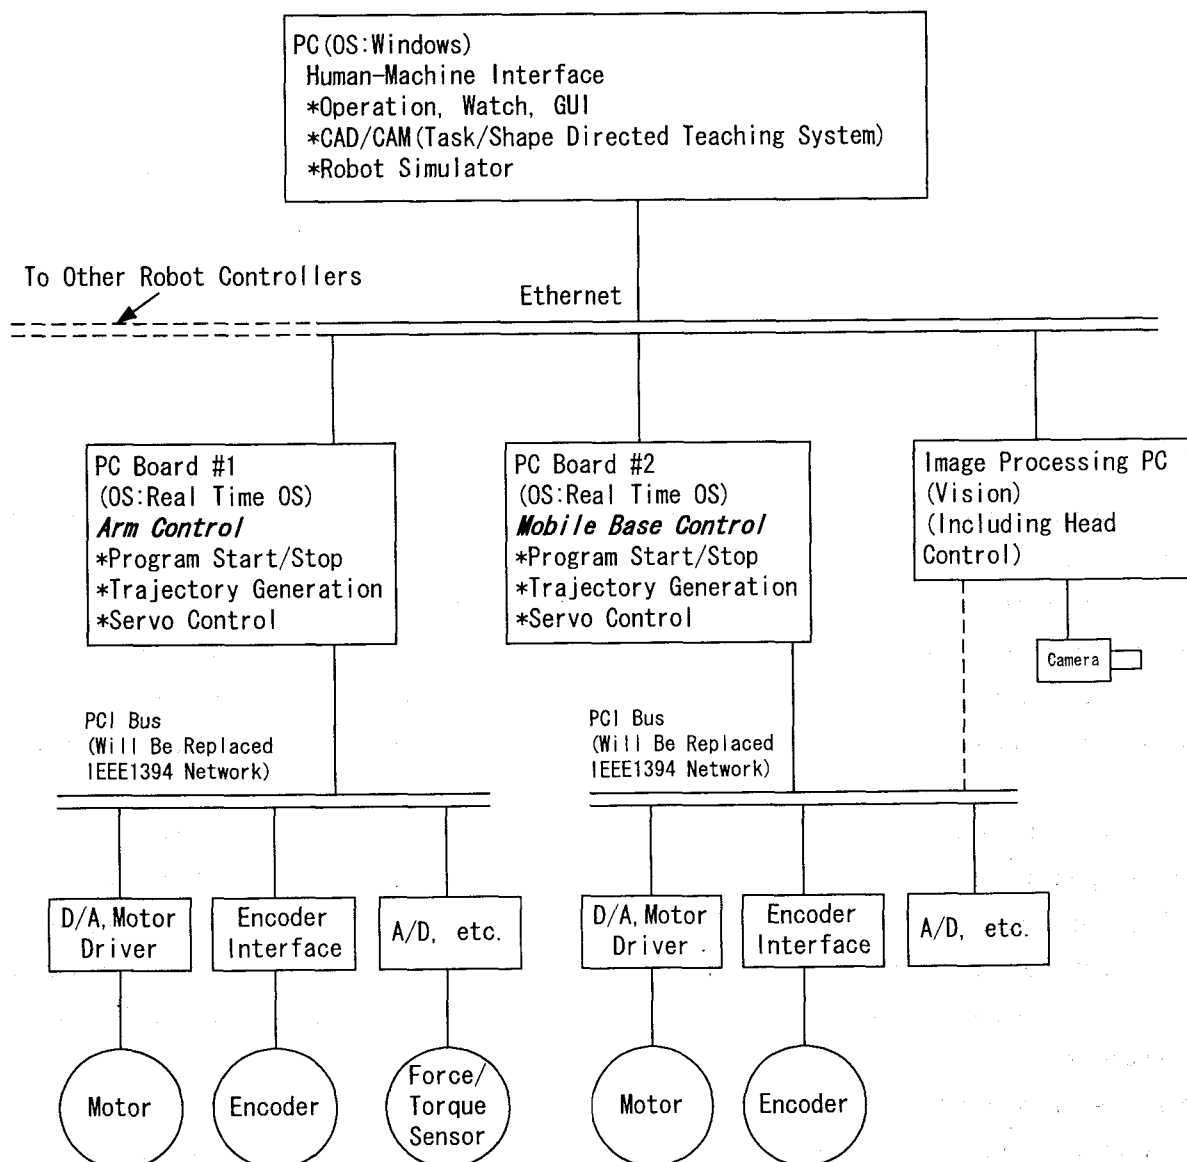 PC(OS:Windows)
Human-Machine Interface
*Operation, Watch, GUI
*CAD/CAM(Task/Shape Directed Teaching System)
*Robot Simulator
To Other Robot Controllers
Ethernet
PC Board #1
(OS:Real Time OS)
Arm Control
*Program Start/Stop
*Trajectory Generation
*Servo Control
PC Board #2
(OS:Real Time OS)
Mobile Base Control
*Program Start/Stop
*Trajectory Generation
*Servo Control
Image Processing PC
(Vision)
(Including Head
Control)
Camera
PCI Bus
(Will Be Replaced
IEEE1394 Network)
PCI Bus
(Will Be Replaced
IEEE1394 Network)
D/A, Motor
Driver
Encoder
Interface
A/D, etc.
D/A, Motor
Driver
Encoder
Interface
A/D, etc.
Motor
Encoder
Force/
Torque
Sensor
Motor
Encoder